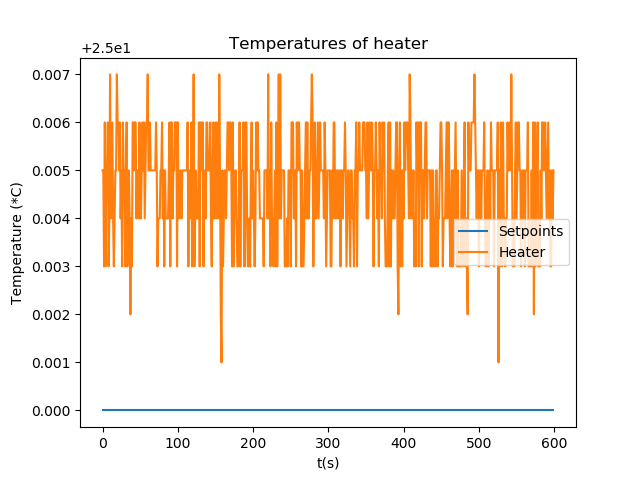 Temperatures of heater
+2.5e1
0.007
0.006
0.005
0.004
0.003
0.002
0.001
0.000
Temperature (*C)
Setpoints
Heater
0 100 200 300 400 500 600
t(s)